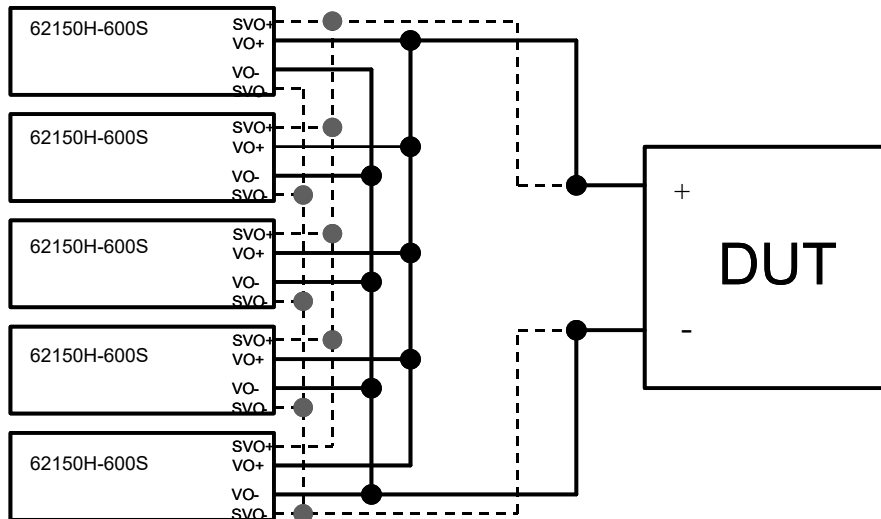 62150H-600S
SVO+
VO+
VO-
SVO-
62150H-600S
SVO+
VO+
VO-
SVO-
62150H-600S
SVO+
VO+
VO-
SVO-
62150H-600S
SVO+
VO+
VO-
SVO-
62150H-600S
SVO+
VO+
VO-
SVO-
+
DUT
-